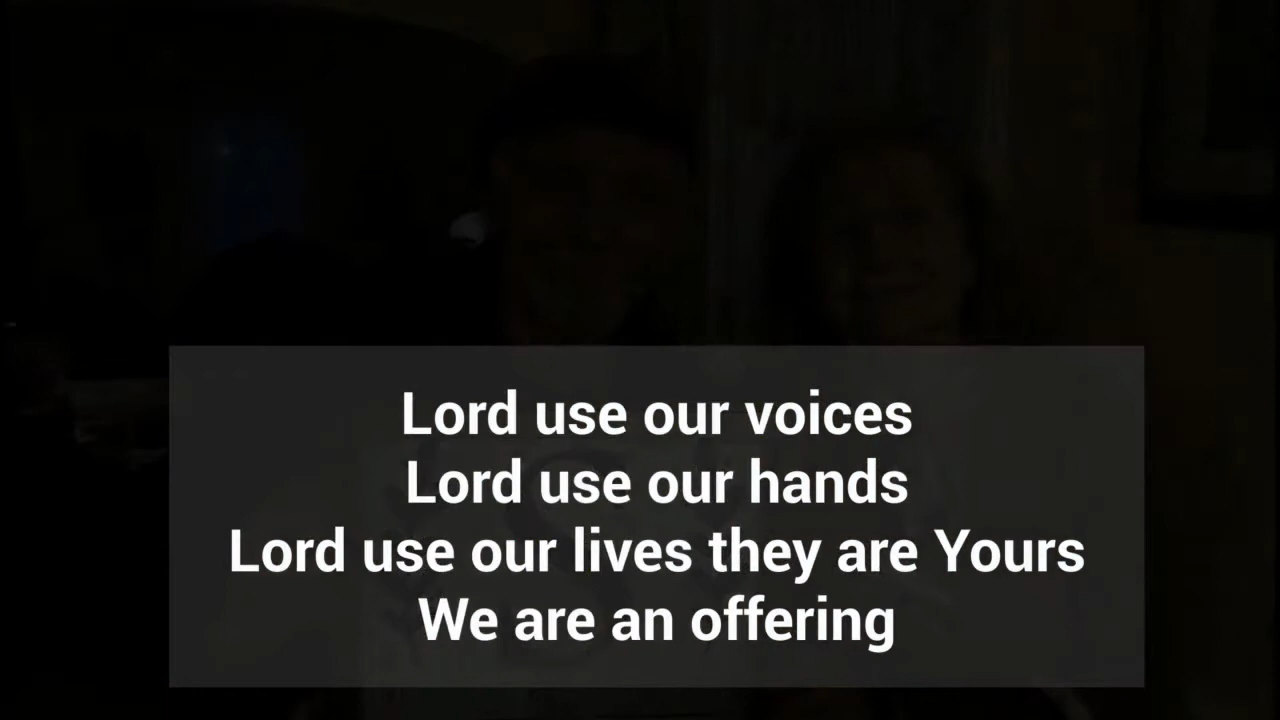 Lord use our voices
Lord use our hands
Lord use our lives they are Yours
We are an offering